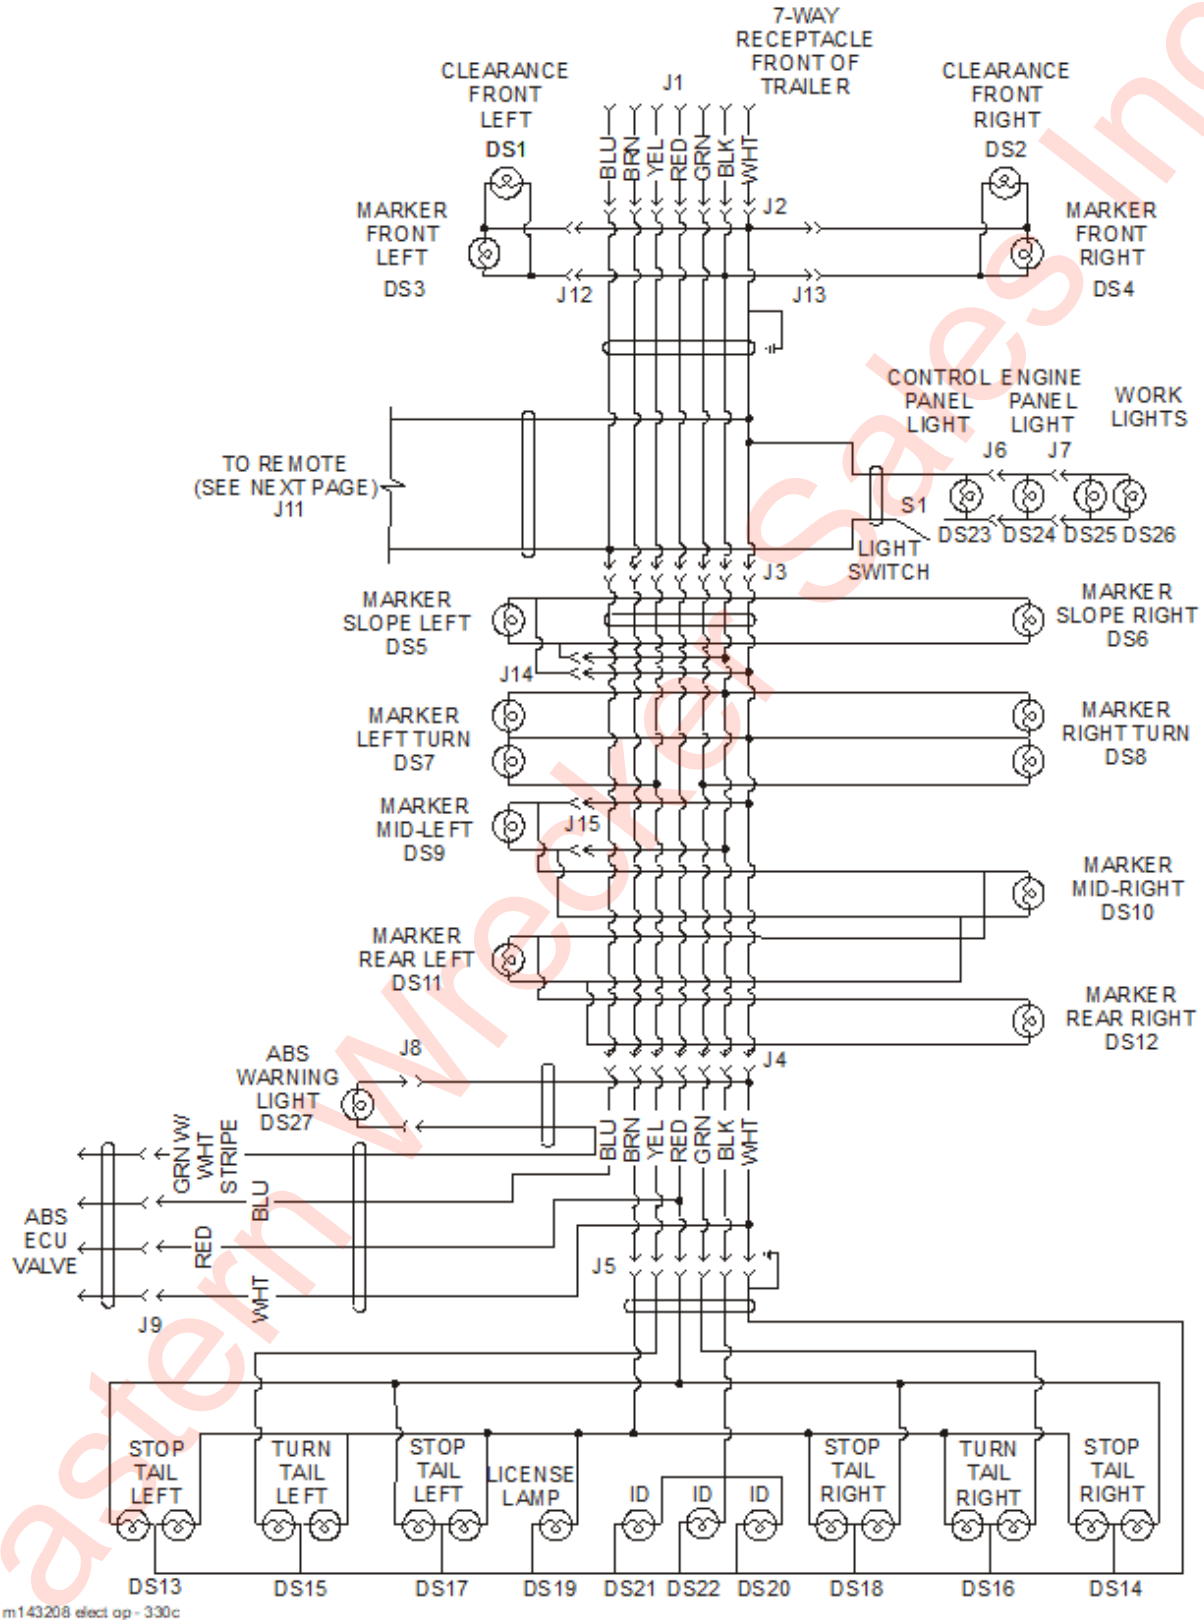 7-WAY
RECEPTACLE
FRONT OF
TRAILER
CLEARANCE
FRONT
LEFT
DS1
J1
CLEARANCE
FRONT
RIGHT
DS2
BLU
BRN
YEL
RED
GRN
BLK
WHT
J2
MARKER
FRONT
LEFT
DS3
MARKER
FRONT
RIGHT
DS4
J12
J13
CONTROL
PANEL
LIGHT
ENGINE
PANEL
LIGHT
WORK
LIGHTS
J6
J7
TO REMOTE
(SEE NEXT PAGE)
J11
S1
DS23
DS24
DS25
DS26
LIGHT
SWITCH
J3
MARKER
SLOPE LEFT
DS5
MARKER
SLOPE RIGHT
DS6
J14
MARKER
LEFT TURN
DS7
MARKER
RIGHT TURN
DS8
MARKER
MID-LEFT
DS9
J15
MARKER
MID-RIGHT
DS10
MARKER
REAR LEFT
DS11
MARKER
REAR RIGHT
DS12
J8
J4
ABS
WARNING
LIGHT
DS27
BLU
BRN
YEL
RED
GRN
BLK
WHT
GRN W/
WHT
STRIPE
BLU
RED
WHT
ABS
ECU
VALVE
J5
J9
STOP
TAIL
LEFT
TURN
TAIL
LEFT
STOP
TAIL
LEFT
LICENSE
LAMP
ID
ID
ID
STOP
TAIL
RIGHT
TURN
TAIL
RIGHT
STOP
TAIL
RIGHT
DS13
DS15
DS17
DS19
DS21
DS22
DS20
DS18
DS16
DS14
m143208 elect op - 330c
astern Wrecker Sales Inc